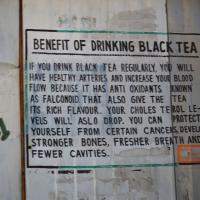 BENEFIT OF DRINKING BLACK TEA
IF YOU DRINK BLACK TEA REGULARLY, YOU WILL
HAVE HEALTHY ARTERIES AND INCREASE YOUR BLOOD
FLOW BECAUSE IT HAS ANTI OXIDANTS KNOWN
AS FALCONOID THAT ALSO GIVE THE TEA
ITS RICH FLAVOUR.. YOUR CHOLES TEROL LE-
VELS WILL ASLO DROP. YOU CAN PROTECT
YOURSELF FROM CERTAIN CANCERS, DEVELO
STRONGER BONES, FRESHER BREATH AND
FEWER CAVITIES.